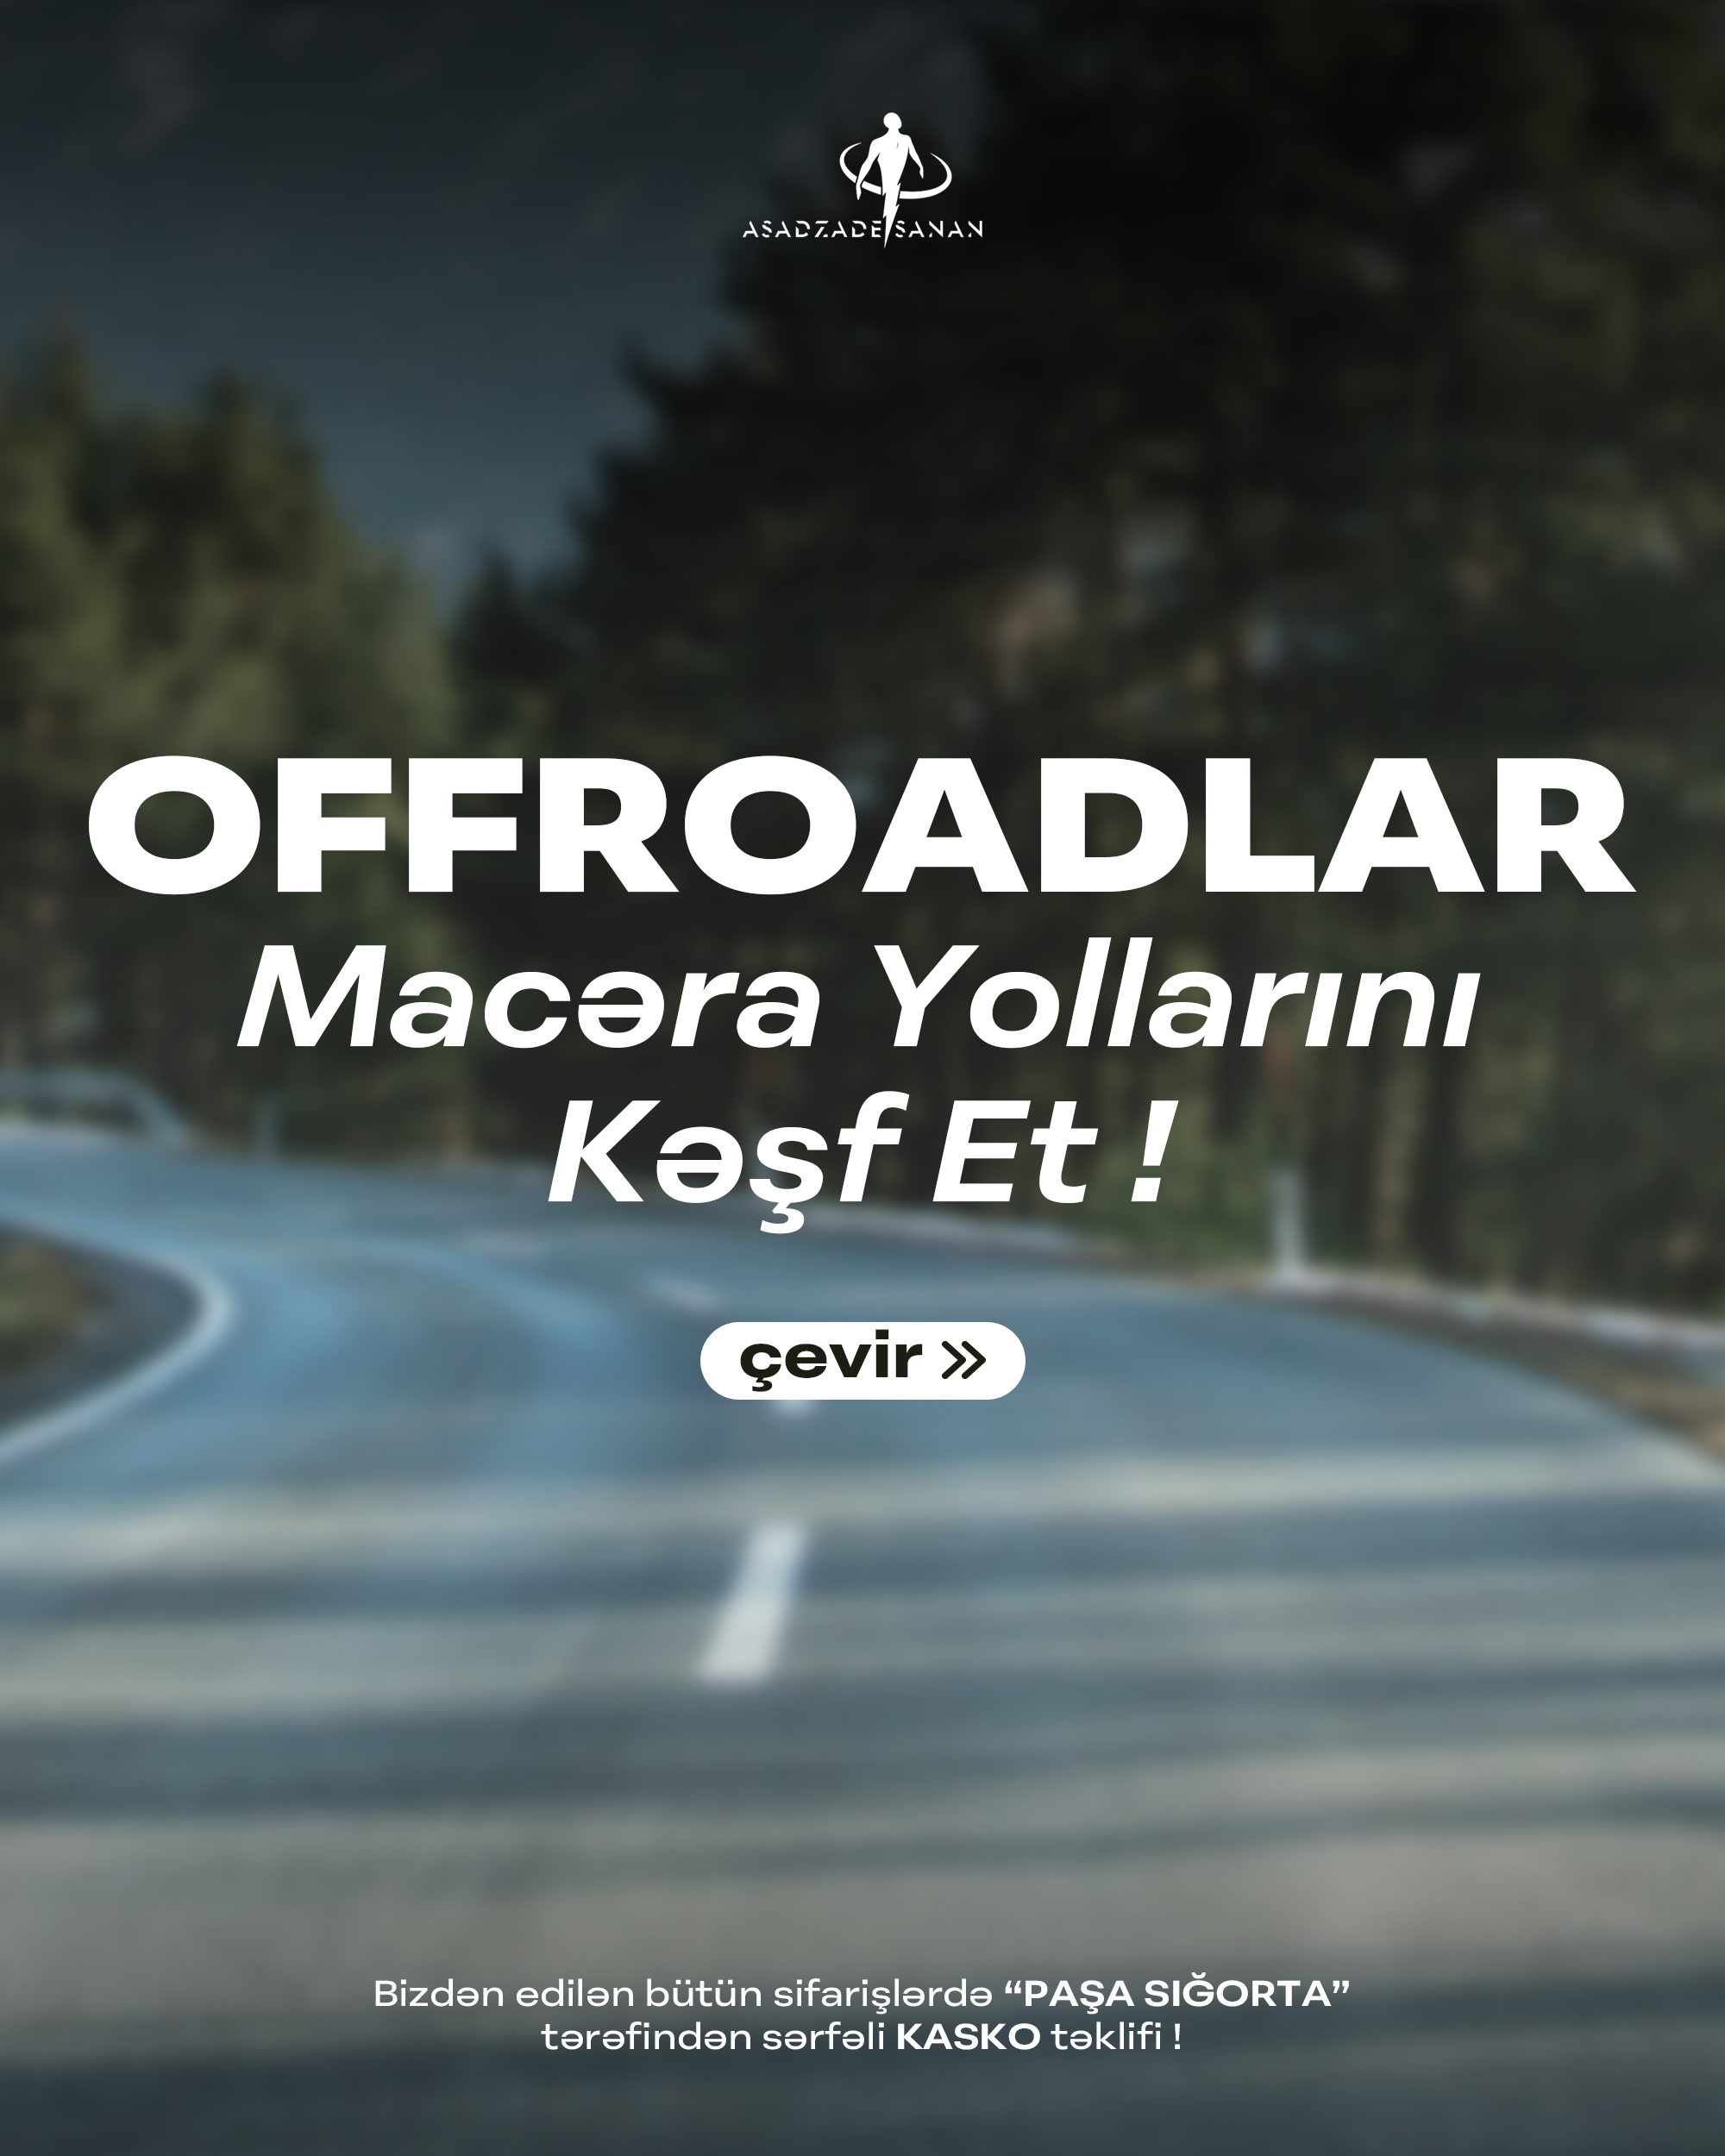 ASADZADE SANAN
OFFROADLAR
Macəra Yollarını
Kəşf Et !
çevir
Bizdən edilən bütün sifarişlərdə “PAŞA SIĞORTA”
tərəfindən sərfəli KASKO təklifi !